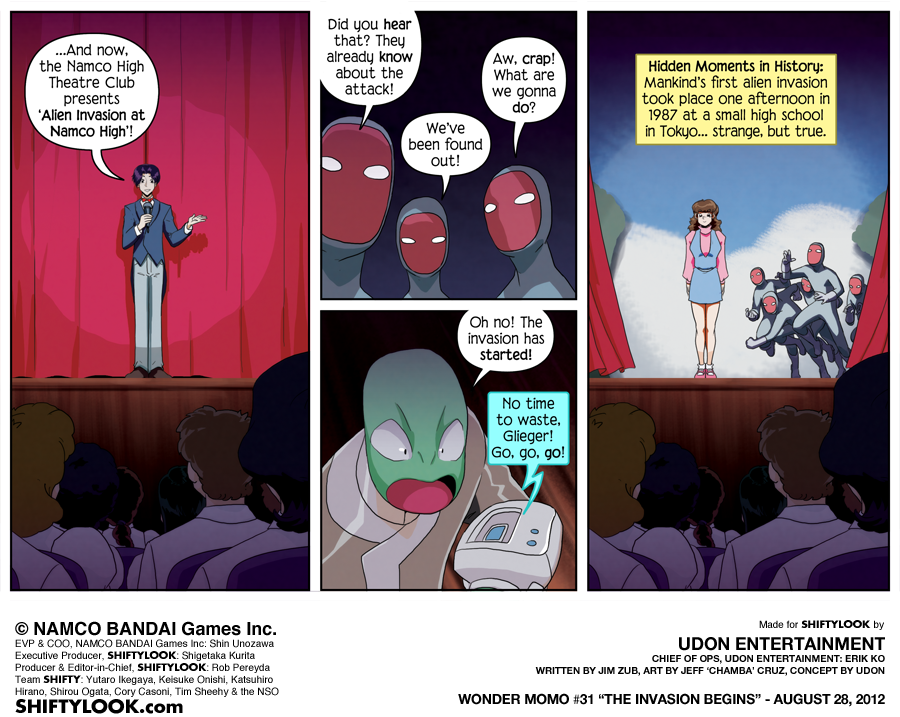 ...And now,
the Namco High
Theatre Club
presents
'Alien Invasion at
Namco High'!
Did you hear
that? They
already know
about the
attack!
We've
been found
out!
Aw, crap!
What are
we gonna
do?
Oh no! The
invasion has
started!
No time
to waste,
Glieger!
Go, go, go!
Hidden Moments in History:
Mankind's first alien invasion
took place one afternoon in
1987 at a small high school
in Tokyo... strange, but true.
© NAMCO BANDAI Games Inc.
EVP & COO, NAMCO BANDAI Games Inc: Shin Unozawa
Executive Producer, SHIFTYLOOK: Shigetaka Kurita
Producer & Editor-in-Chief, SHIFTYLOOK: Rob Pereyda
Team SHIFTY: Yutaro Ikegaya, Keisuke Onishi, Katsuhiro
Hirano, Shirou Ogata, Cory Casoni, Tim Sheehy & the NSO
SHIFTYLOOK.com
Made for SHIFTYLOOK by
UDON ENTERTAINMENT
CHIEF OF OPS, UDON ENTERTAINMENT: ERIK KO
WRITTEN BY JIM ZUB, ART BY JEFF 'CHAMBA' CRUZ, CONCEPT BY UDON
WONDER MOMO #31 "THE INVASION BEGINS" - AUGUST 28, 2012